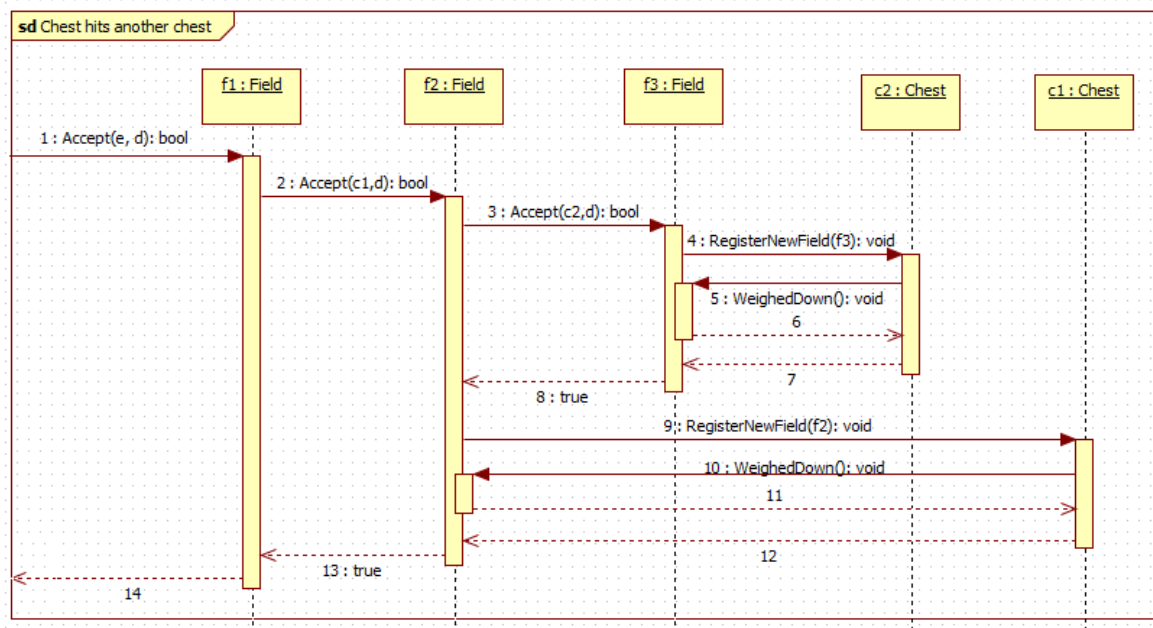 sd Chest hits another chest
f1 : Field
f2 : Field
f3 : Field
c2 : Chest
c1 : Chest
1 : Accept(e, d): bool
2 : Accept(c1,d): bool
3 : Accept(c2,d): bool
4 : RegisterNewField(f3): void
5 : WeighedDown(): void
6
7
8 : true
9 : RegisterNewField(f2): void
10 : WeighedDown(): void
11
12
13 : true
14